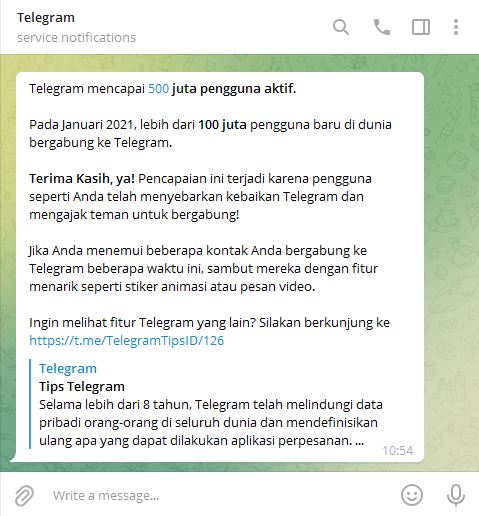 Telegram
service notifications
Telegram mencapai 500 juta pengguna aktif.
Pada Januari 2021, lebih dari 100 juta pengguna baru di dunia
bergabung ke Telegram.
Terima Kasih, ya! Pencapaian ini terjadi karena pengguna
seperti Anda telah menyebarkan kebaikan Telegram dan
mengajak teman untuk bergabung!
Jika Anda menemui beberapa kontak Anda bergabung ke
Telegram beberapa waktu ini, sambut mereka dengan fitur
menarik seperti stiker animasi atau pesan video.
Ingin melihat fitur Telegram yang lain? Silakan berkunjung ke
https://t.me/TelegramTipsID/126
Telegram
Tips Telegram
Selama lebih dari 8 tahun, Telegram telah melindungi data
pribadi orang-orang di seluruh dunia dan mendefinisikan
ulang apa yang dapat dilakukan aplikasi perpesanan. ...
10:54
Write a message...